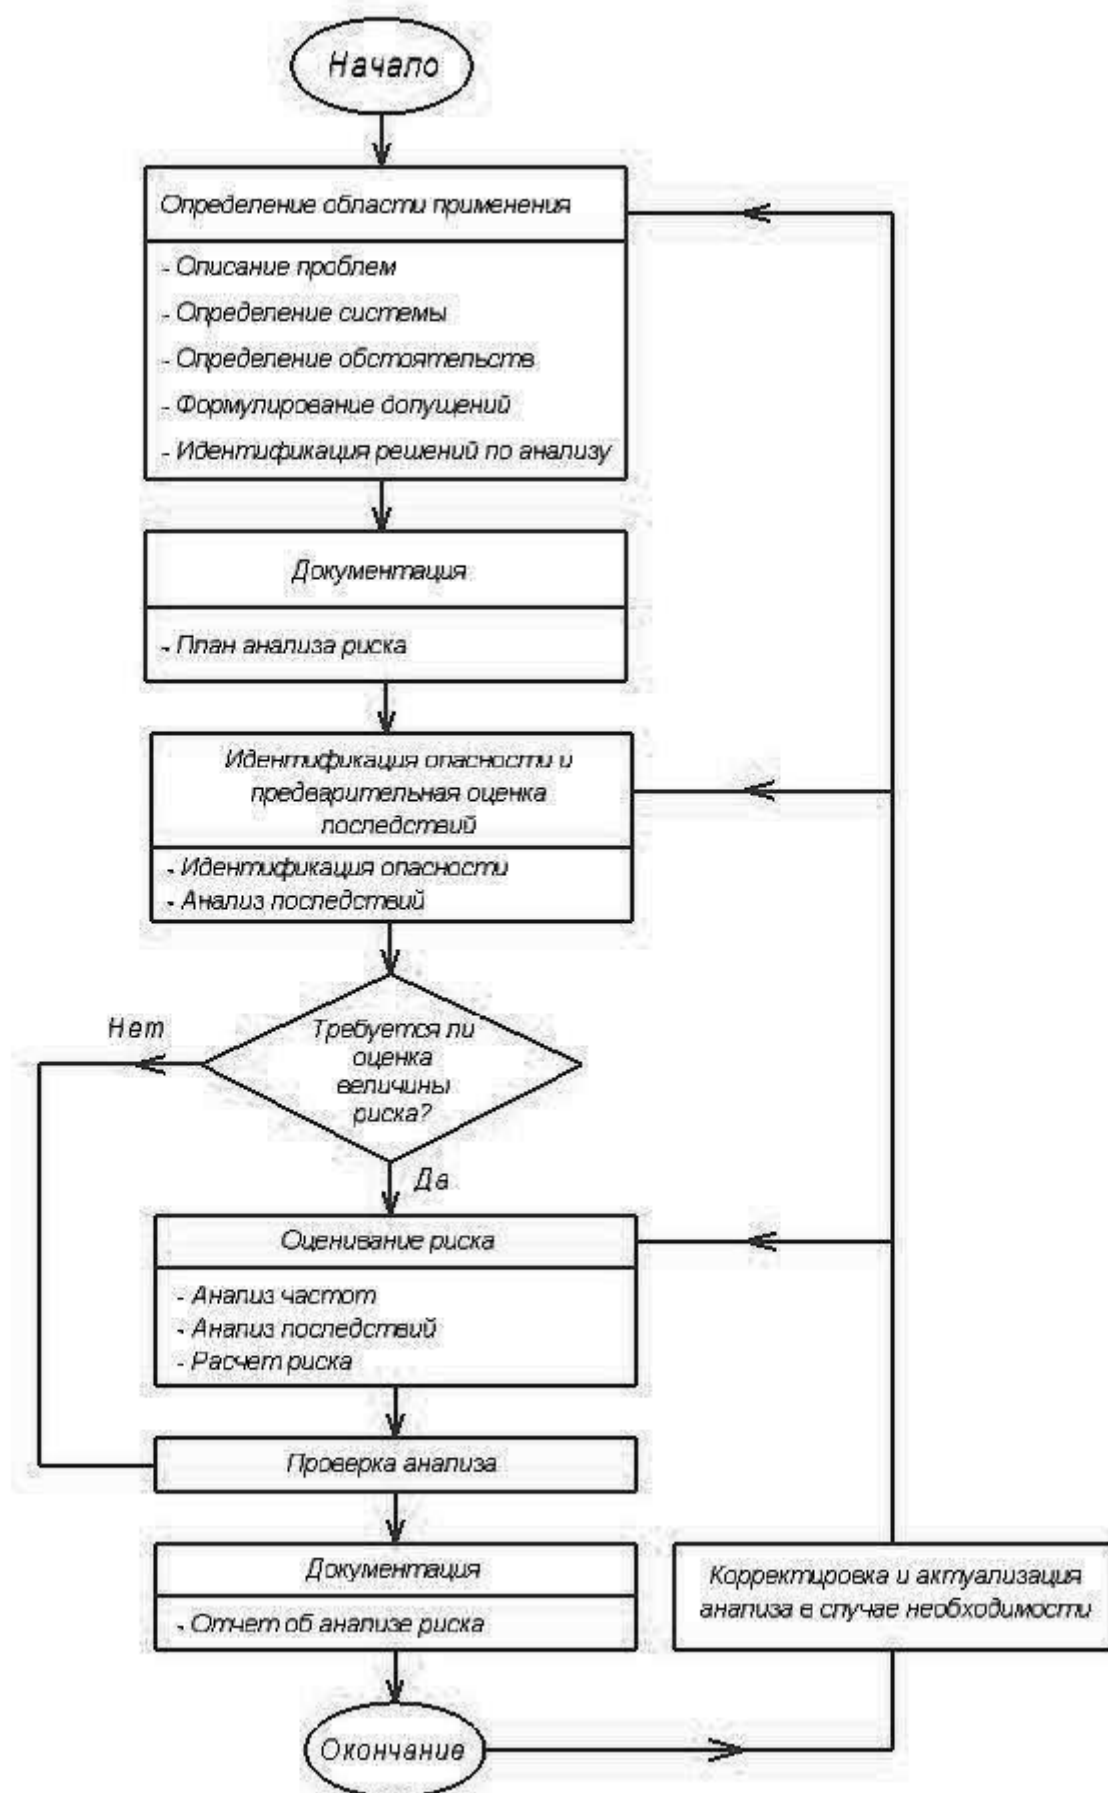 Начало
Определение области применения
- Описание проблем
- Определение системы
- Определение обстоятельств
- Формулирование допущений
- Идентификация решений по анализу
Документация
- План анализа риска
Идентификация опасности и
предварительная оценка
последствий
- Идентификация опасности
- Анализ последствий
Нет
Требуется ли
оценка
величины
риска?
Да
Оценивание риска
- Анализ частот
- Анализ последствий
- Расчет риска
Проверка анализа
Документация
- Отчет об анализе риска
Корректировка и актуализация
анализа в случае необходимости
Окончание